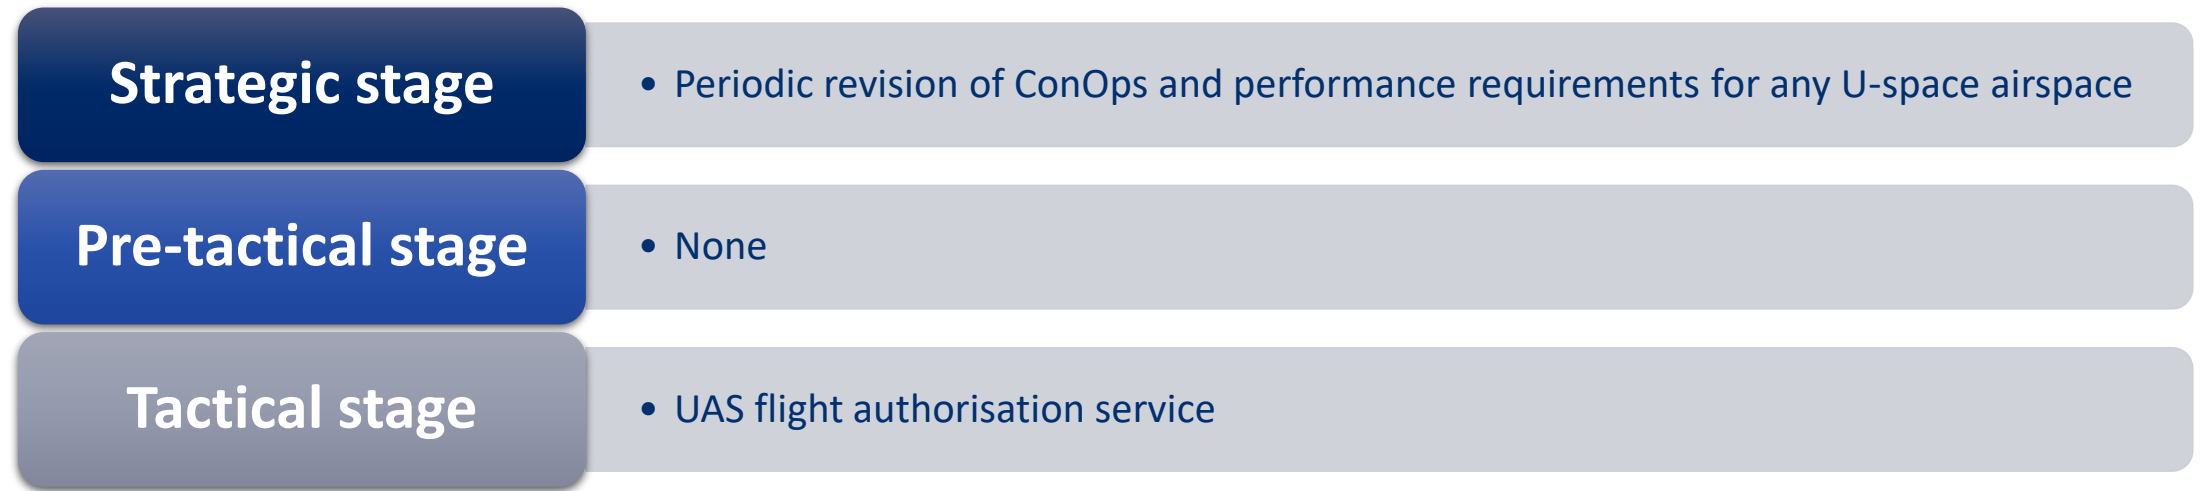 Strategic stage
• Periodic revision of ConOps and performance requirements for any U-space airspace
Pre-tactical stage
• None
Tactical stage
• UAS flight authorisation service